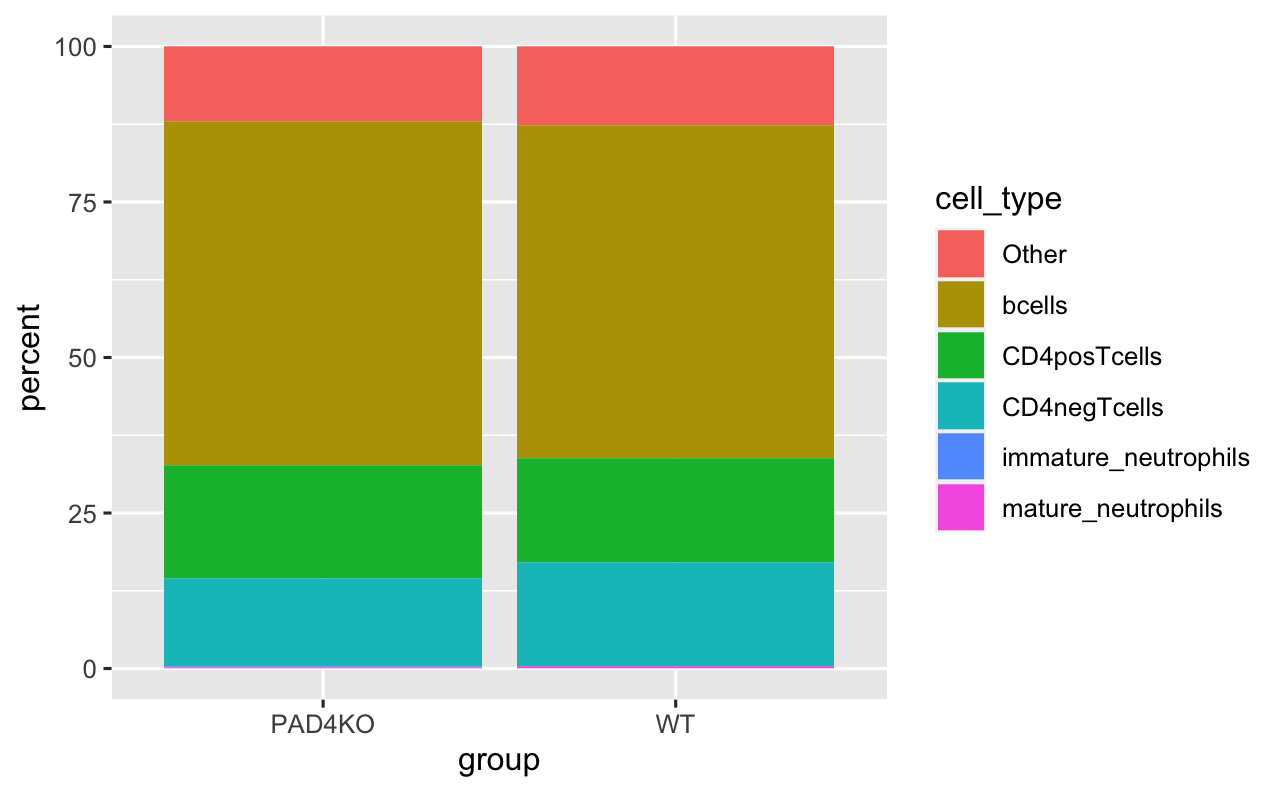 100
75
50
25
0
percent
PAD4KO
WT
group
cell_type
Other
bcells
CD4posTcells
CD4negTcells
immature_neutrophils
mature_neutrophils